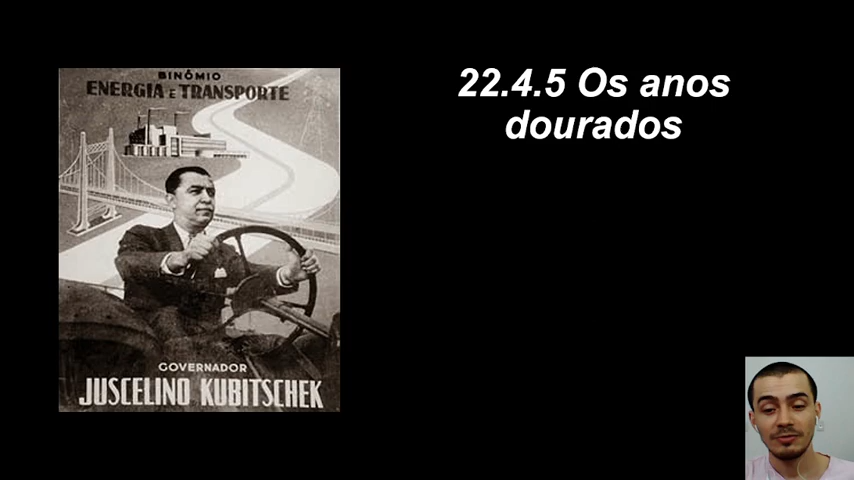 BINÔMIO
ENERGIA E TRANSPORTE
GOVERNADOR
JUSCELINO KUBITSCHEK
22.4.5 Os anos
dourados